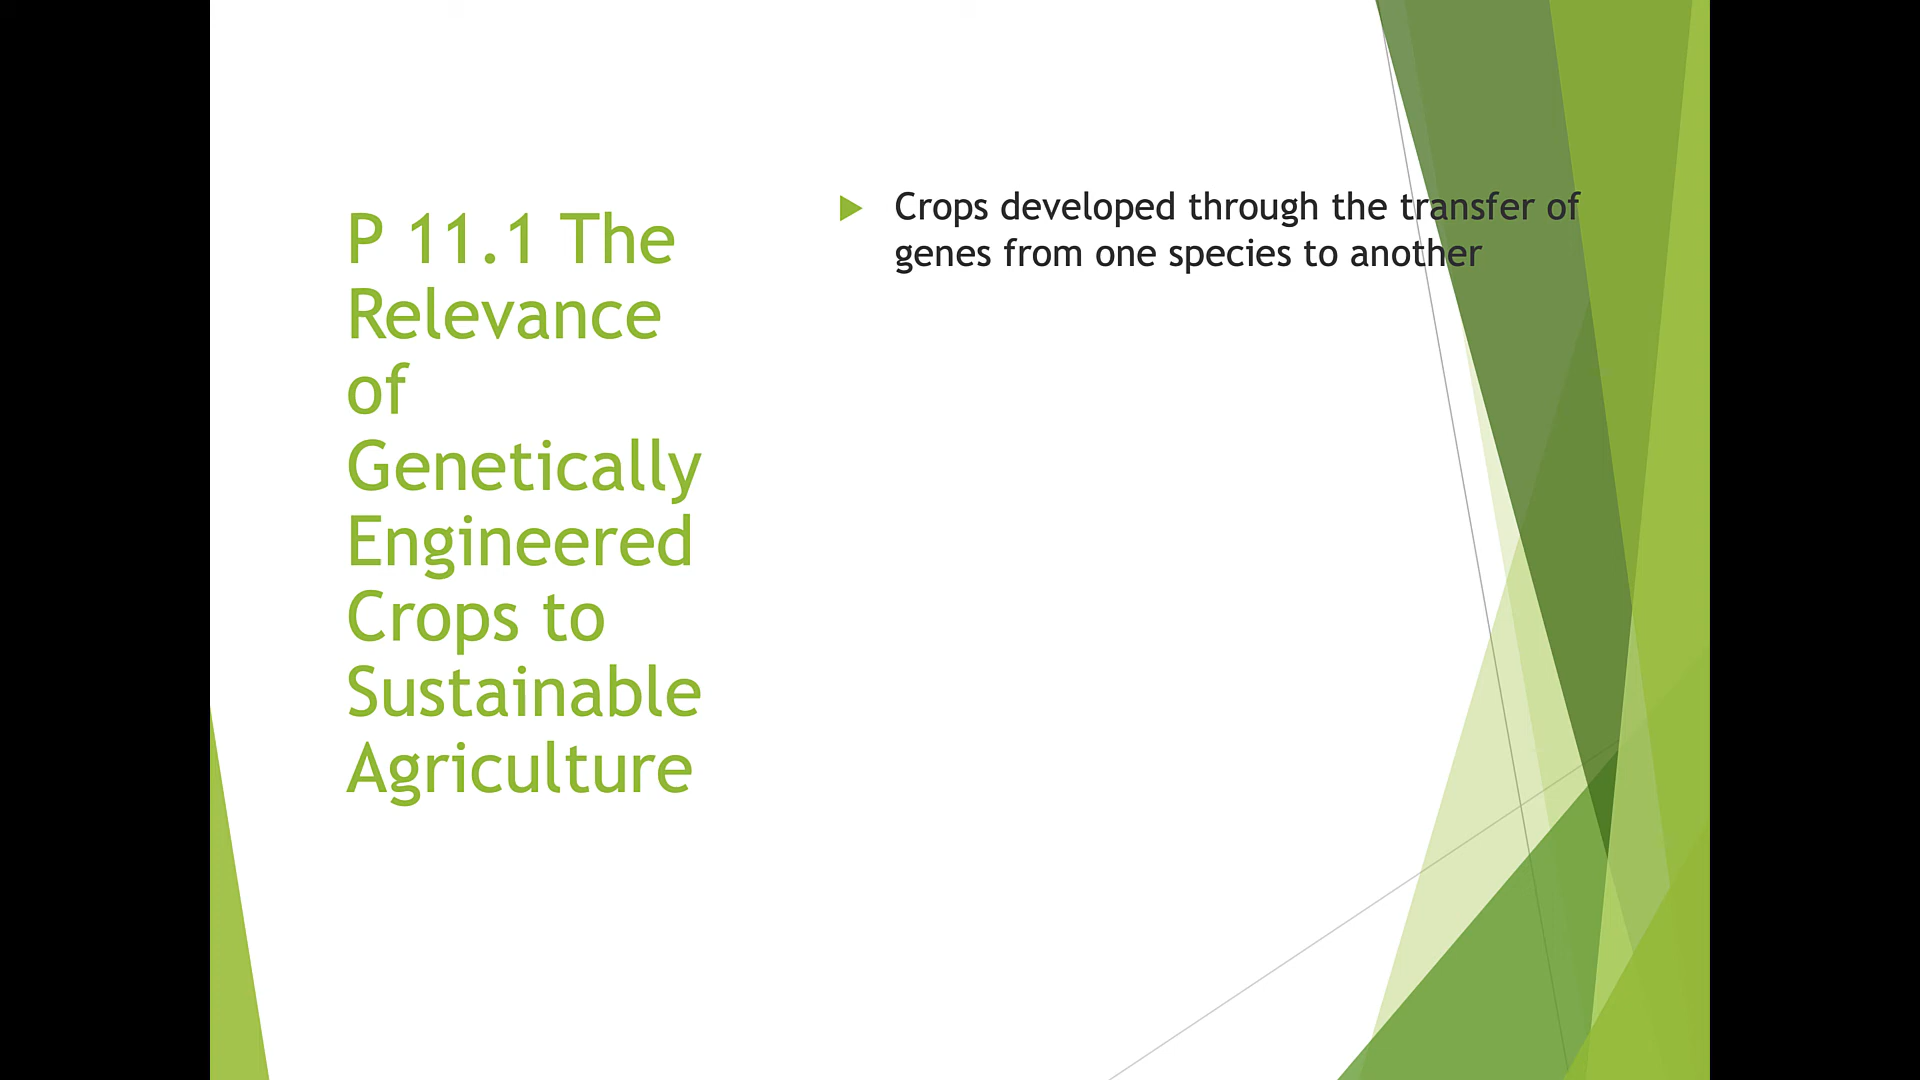 P 11.1 The
Relevance
of
Genetically
Engineered
Crops to
Sustainable
Agriculture
Crops developed through the transfer of
genes from one species to another